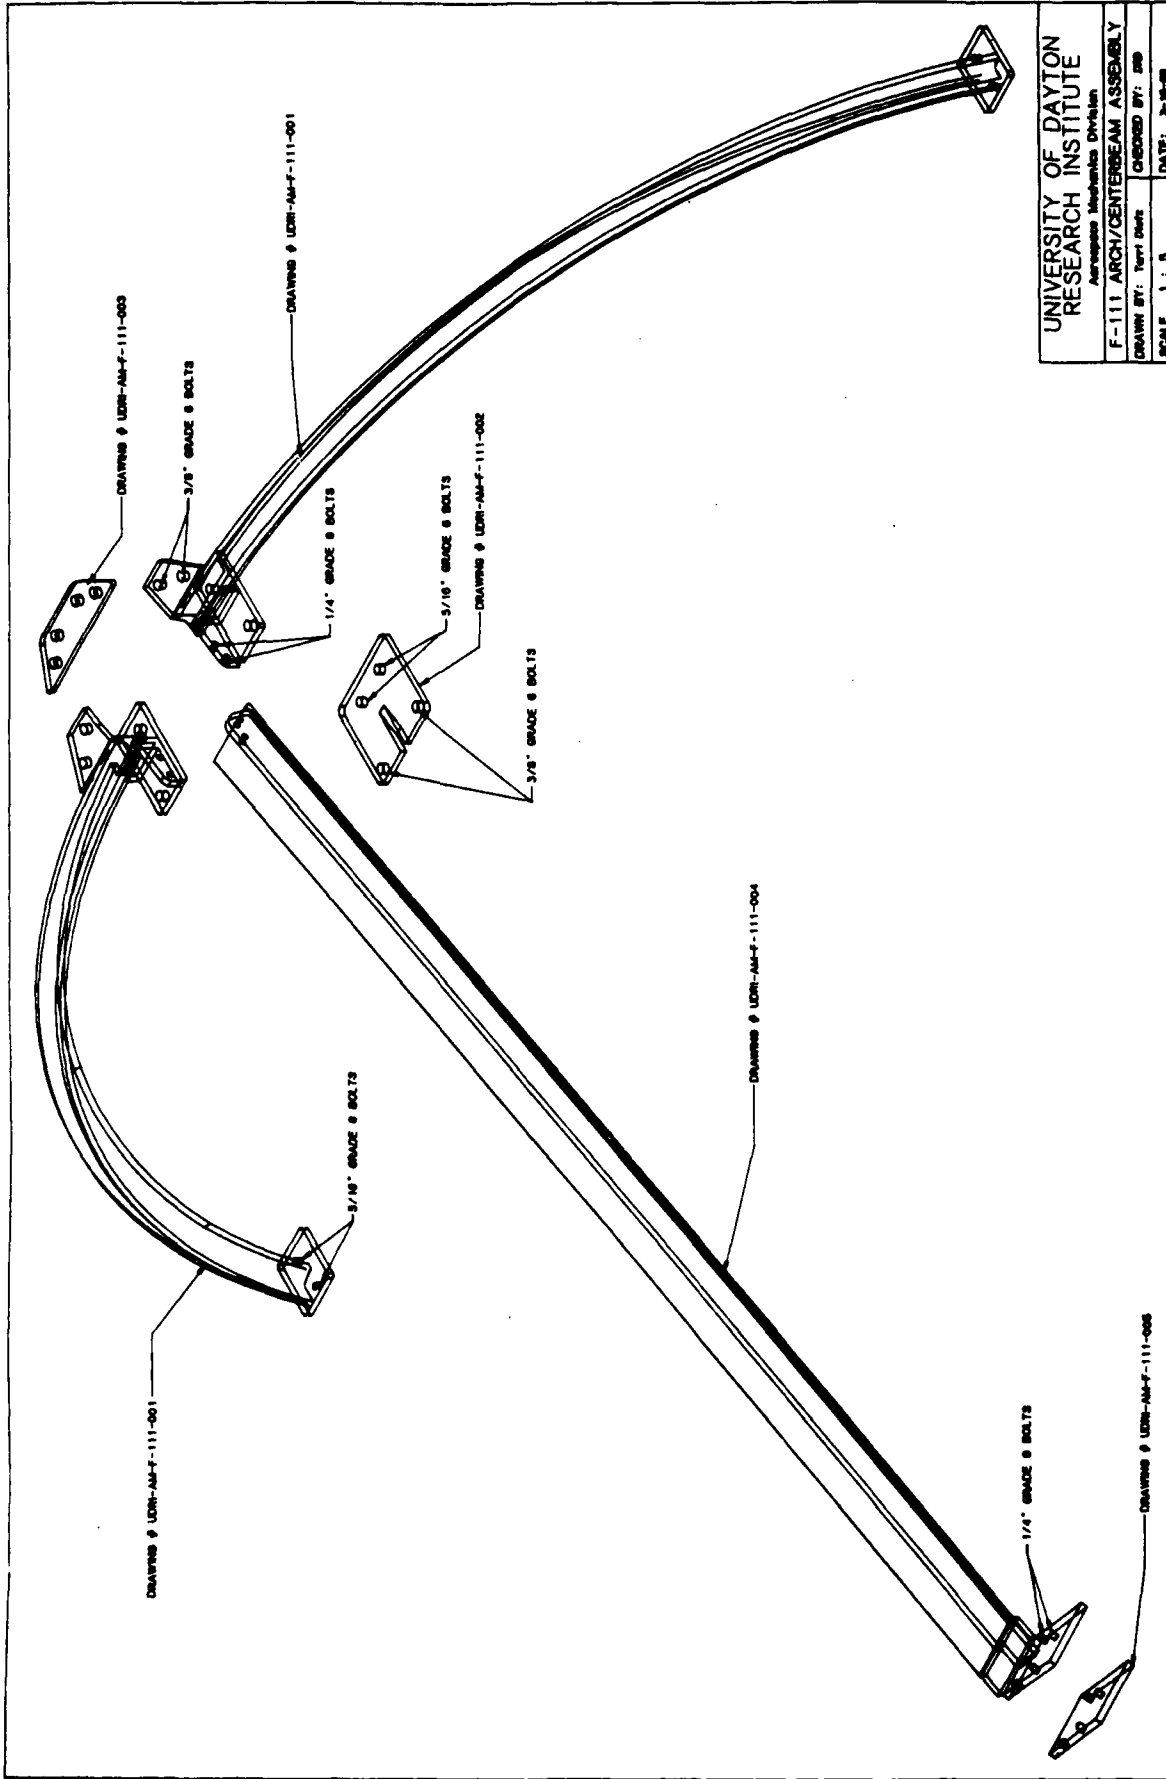 DRAWING # UDRI-AM-F-111-003
DRAWING # UDRI-AM-F-111-001
3/8" GRADE 8 BOLTS
DRAWING # UDRI-AM-F-111-001
1/4" GRADE 8 BOLTS
5/16" GRADE 8 BOLTS
5/16" GRADE 8 BOLTS
DRAWING # UDRI-AM-F-111-002
3/8" GRADE 8 BOLTS
DRAWING # UDRI-AM-F-111-004
1/4" GRADE 8 BOLTS
DRAWING # UDRI-AM-F-111-005
UNIVERSITY OF DAYTON
RESEARCH INSTITUTE
Aerospace Mechanics Division
F-111 ARCH/CENTERBEAM ASSEMBLY
DRAWN BY: Terri CHECKED BY:
SCALE 1 : DATE: